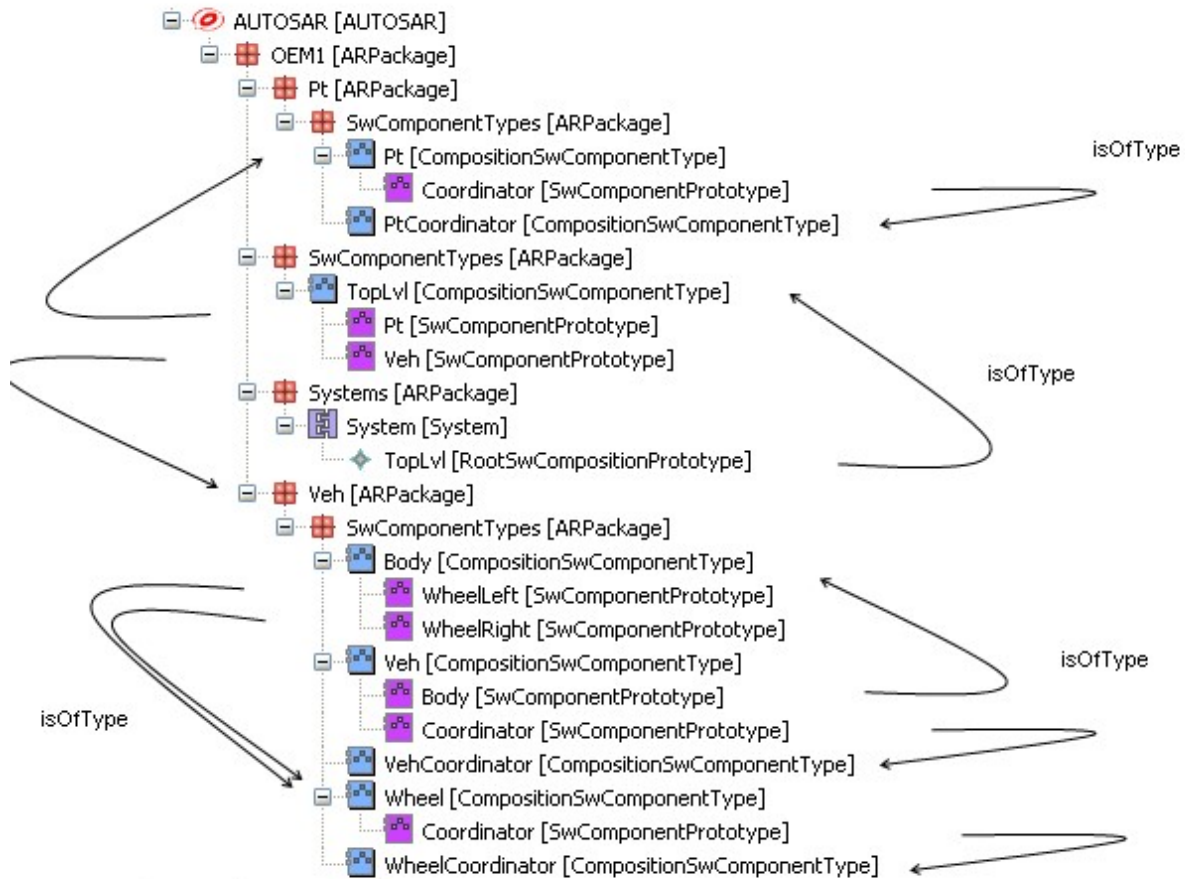 AUTOSAR [AUTOSAR]
OEM1 [ARPackage]
Pt [ARPackage]
SwComponentTypes [ARPackage]
Pt [CompositionSwComponentType]
isOfType
Coordinator [SwComponentPrototype]
PtCoordinator [CompositionSwComponentType]
SwComponentTypes [ARPackage]
TopLvl [CompositionSwComponentType]
Pt [SwComponentPrototype]
Veh [SwComponentPrototype]
isOfType
Systems [ARPackage]
System [System]
TopLvl [RootSwCompositionPrototype]
Veh [ARPackage]
SwComponentTypes [ARPackage]
Body [CompositionSwComponentType]
WheelLeft [SwComponentPrototype]
WheelRight [SwComponentPrototype]
Veh [CompositionSwComponentType]
isOfType
Body [SwComponentPrototype]
isOfType
Coordinator [SwComponentPrototype]
VehCoordinator [CompositionSwComponentType]
Wheel [CompositionSwComponentType]
Coordinator [SwComponentPrototype]
WheelCoordinator [CompositionSwComponentType]